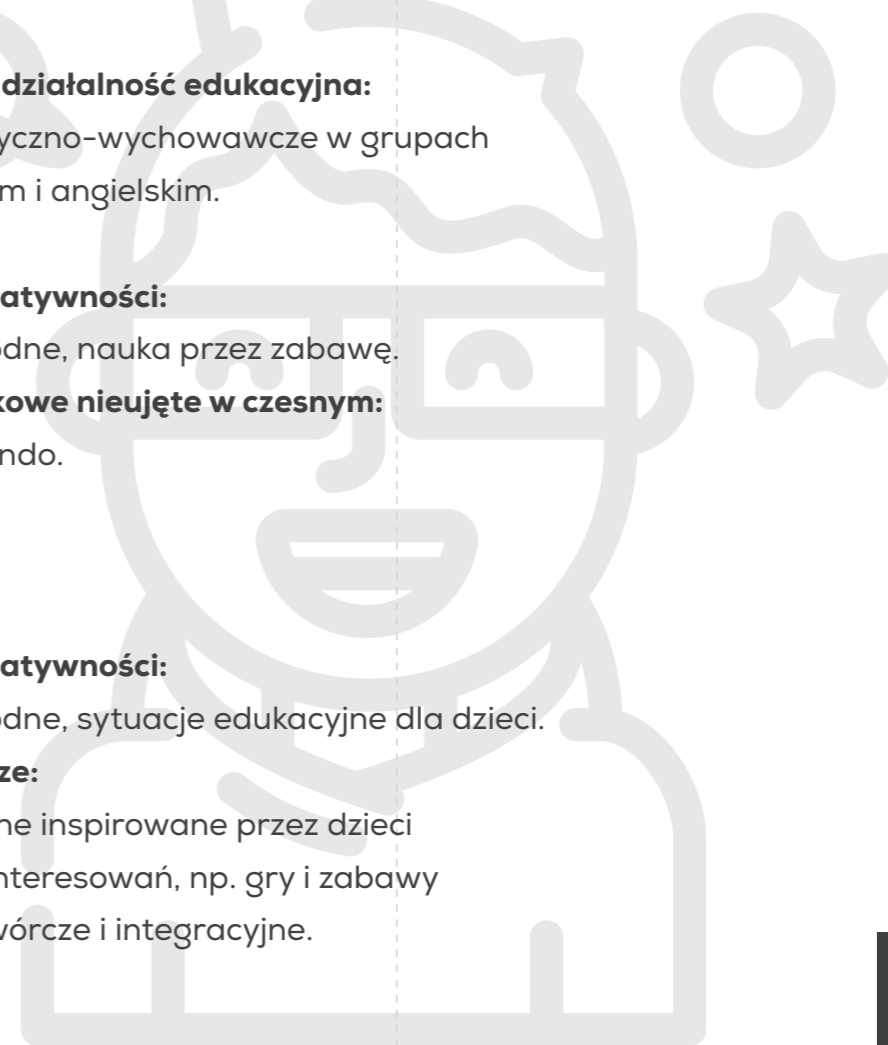 działalność edukacyjna:
yczno-wychowawcze w grupach
m i angielskim.
atywności:
odne, nauka przez zabawę.
kowe nieujęte w czesnym:
ndo.
atywności:
odne, sytuacje edukacyjne dla dzieci.
ze:
ne inspirowane przez dzieci
nteresowań, np. gry i zabawy
wórcze i integracyjne.